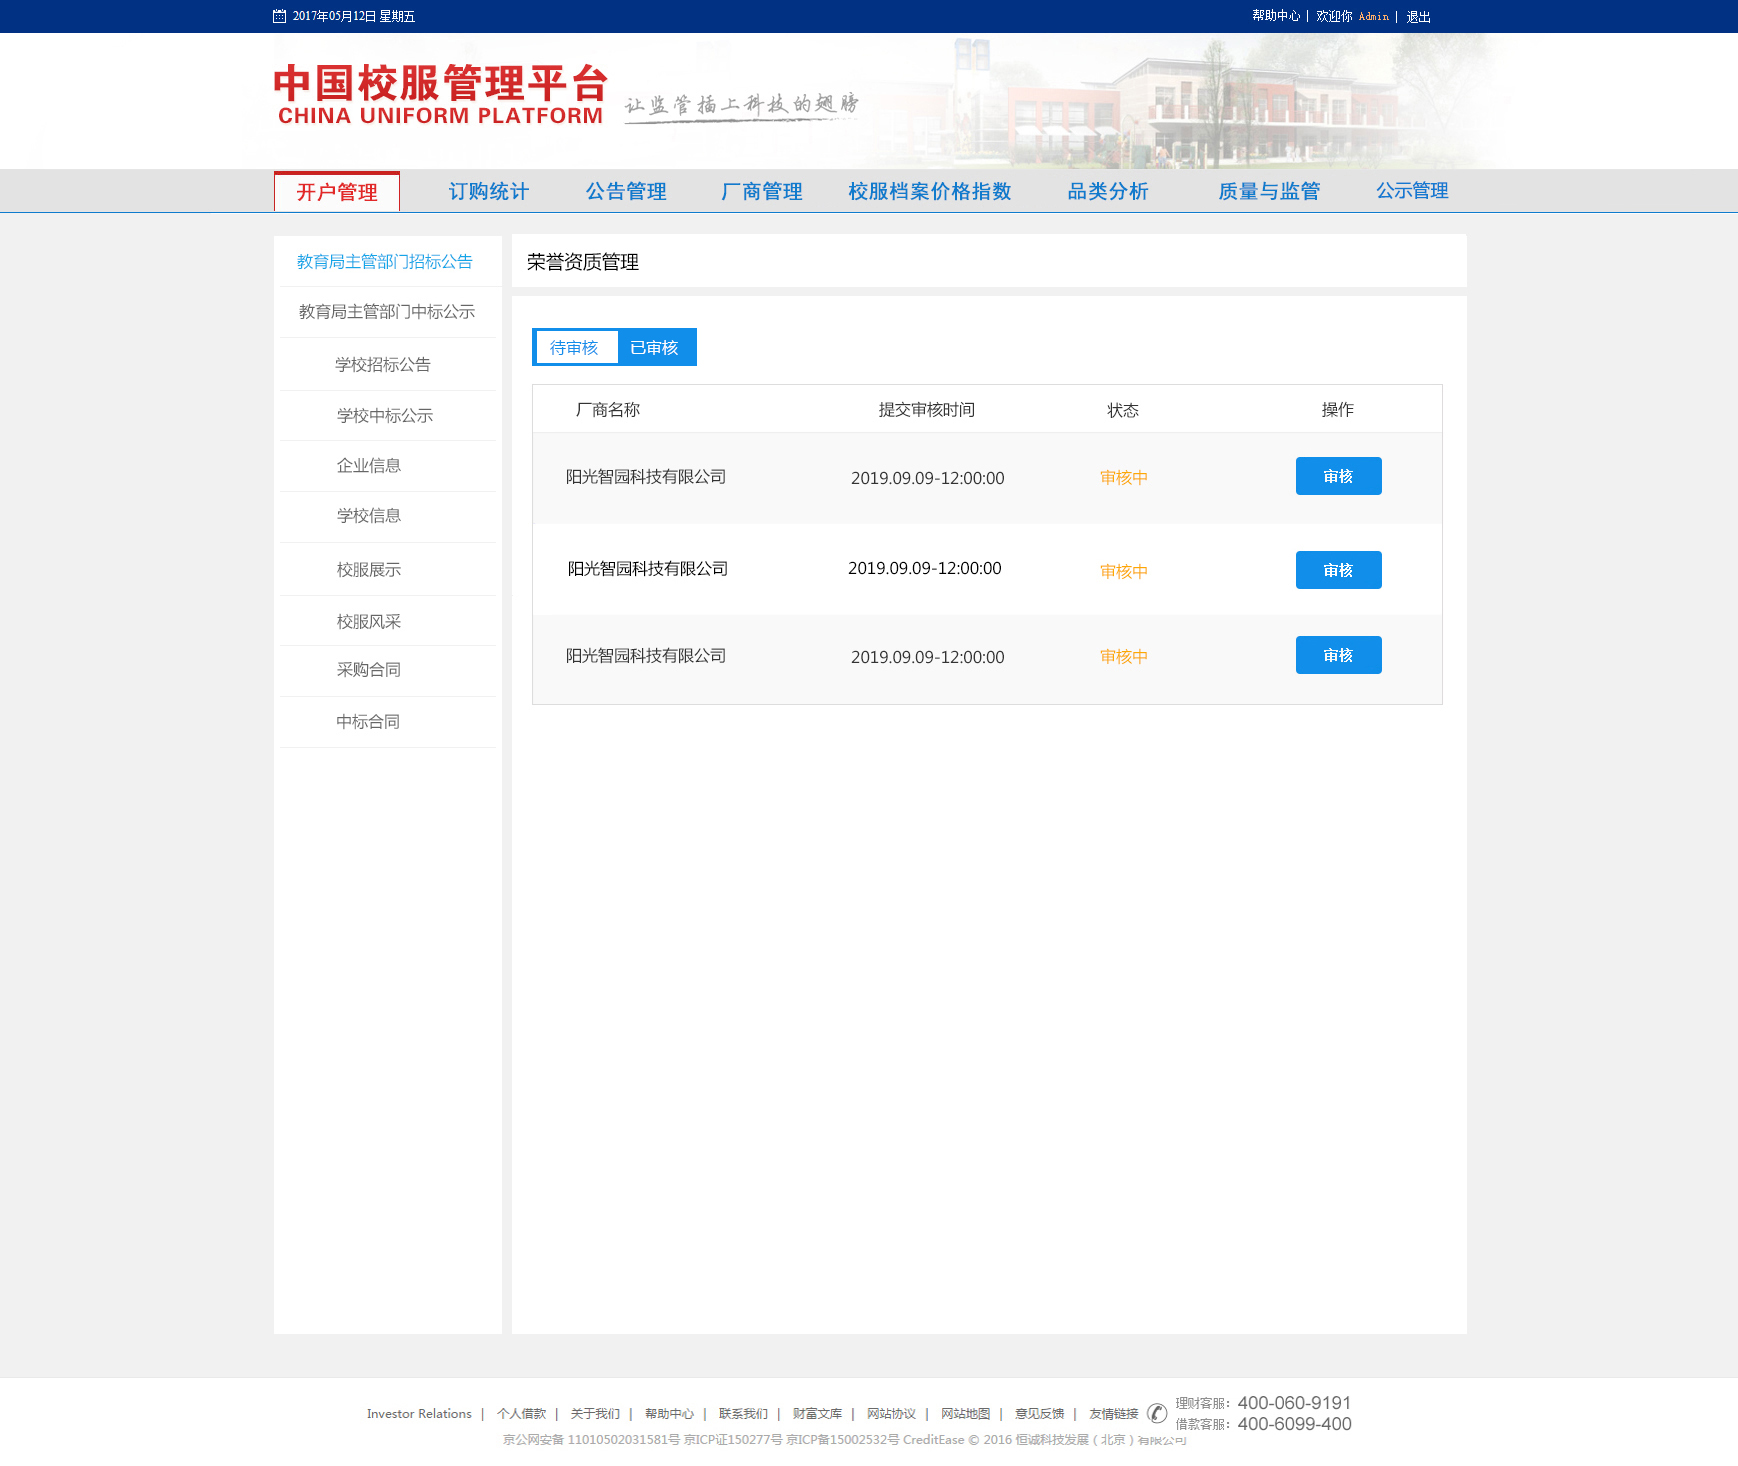 2017年05月12日 星期五
帮助中心 | 欢迎你 Admin | 退出
中国校服管理平台
CHINA UNIFORM PLATFORM
让监管插上科技的翅膀
开户管理 订购统计 公告管理 厂商管理 校服档案价格指数 品类分析 质量与监管 公示管理
教育局主管部门招标公告
教育局主管部门中标公示
学校招标公告
学校中标公示
企业信息
学校信息
校服展示
校服风采
采购合同
中标合同
荣誉资质管理
待审核 已审核
厂商名称 提交审核时间 状态 操作
阳光智园科技有限公司 2019.09.09-12:00:00 审核中 审核
阳光智园科技有限公司 2019.09.09-12:00:00 审核中 审核
阳光智园科技有限公司 2019.09.09-12:00:00 审核中 审核
Investor Relations | 个人借款 | 关于我们 | 帮助中心 | 联系我们 | 财富文库 | 网站协议 | 网站地图 | 意见反馈 | 友情链接
理财客服：400-060-9191
借款客服：400-6099-400
京公网安备 11010502031581号 京ICP证150277号 京ICP备15002532号 CreditEase © 2016 恒诚科技发展（北京）有限公司